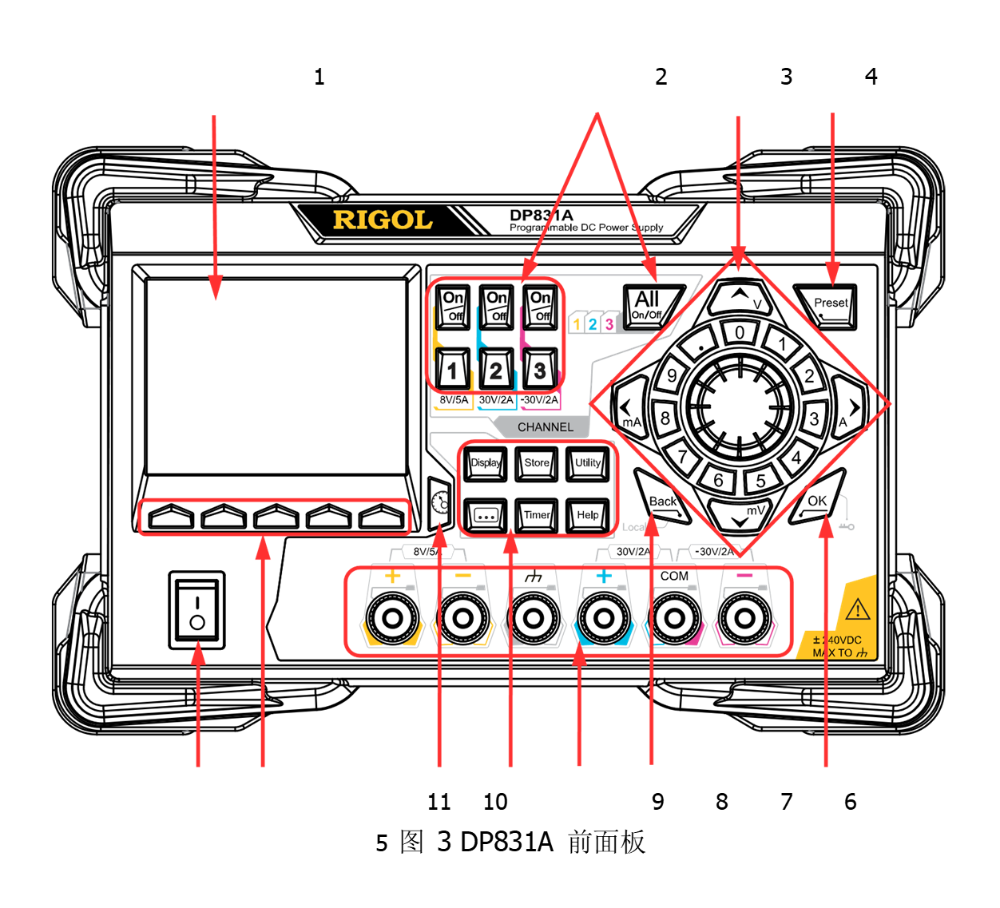 1 2 3 4
RIGOL
DP831A
Programmable DC Power Supply
On
Off
On
Off
On
Off
All
On/Off
1 2 3
V
Preset
1
2
3
8V/5A
30V/2A
-30V/2A
CHANNEL
0
1
2
3
4
5
6
7
8
9
.
mA
A
mV
Display
Store
Utility
...
Timer
Help
Back
OK
Local
8V/5A
30V/2A
-30V/2A
+
−
+
COM
−
±240VDC
MAX TO
11 10 9 8 7 6
5 图 3 DP831A 前面板